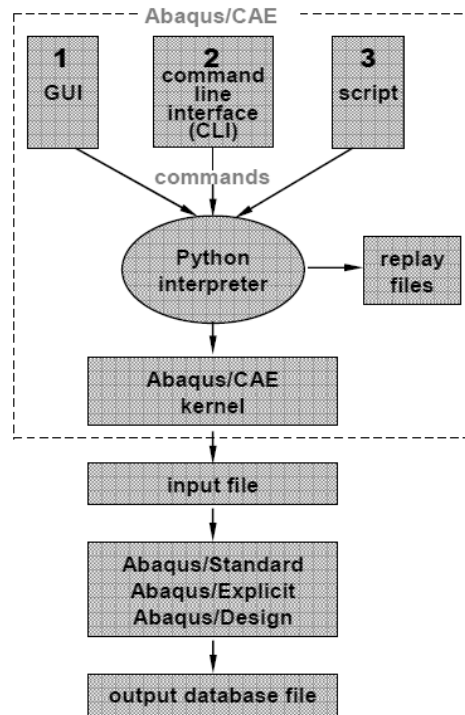 Abaqus/CAE
1
GUI
2
command
line
interface
(CLI)
3
script
commands
Python
interpreter
replay
files
Abaqus/CAE
kernel
input file
Abaqus/Standard
Abaqus/Explicit
Abaqus/Design
output database file